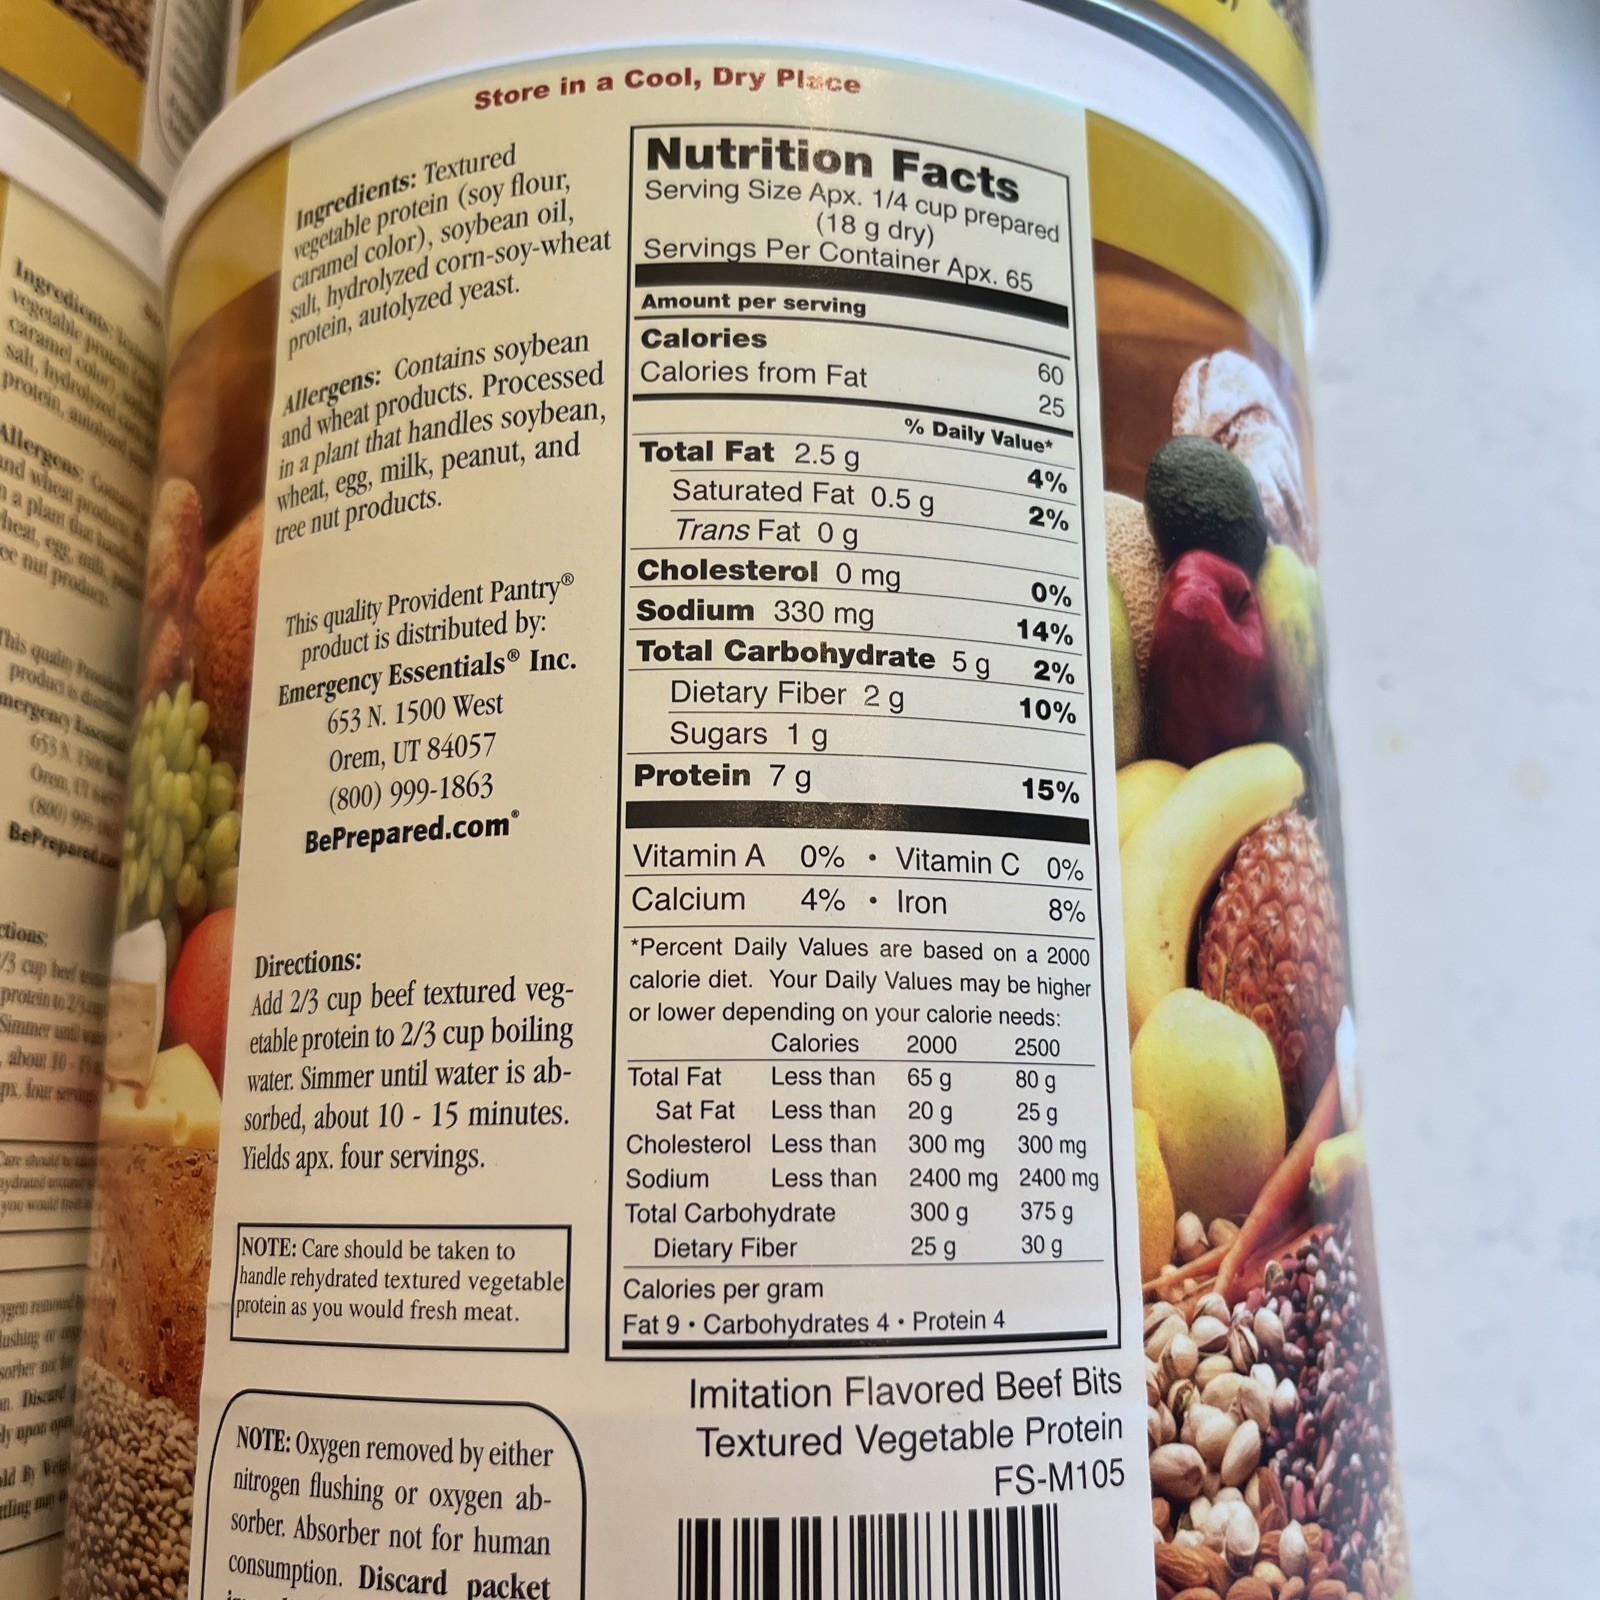 Store in a Cool, Dry Place
Ingredients: Textured
vegetable protein (soy flour,
caramel color), soybean oil,
salt, hydrolyzed corn-soy-wheat
protein, autolyzed yeast.
Allergens: Contains soybean
and wheat products. Processed
in a plant that handles soybean,
wheat, egg, milk, peanut, and
tree nut products.
This quality Provident Pantry®
product is distributed by:
Emergency Essentials® Inc.
653 N. 1500 West
Orem, UT 84057
(800) 999-1863
BePrepared.com®
Directions:
Add 2/3 cup beef textured veg-
etable protein to 2/3 cup boiling
water. Simmer until water is ab-
sorbed, about 10 - 15 minutes.
Yields apx. four servings.
NOTE: Care should be taken to
handle rehydrated textured vegetable
protein as you would fresh meat.
NOTE: Oxygen removed by either
nitrogen flushing or oxygen ab-
sorber. Absorber not for human
consumption. Discard packet
Nutrition Facts
Serving Size Apx. 1/4 cup prepared
(18 g dry)
Servings Per Container Apx. 65
Amount per serving
Calories 60
Calories from Fat 25
% Daily Value*
Total Fat 2.5 g 4%
Saturated Fat 0.5 g 2%
Trans Fat 0 g
Cholesterol 0 mg 0%
Sodium 330 mg 14%
Total Carbohydrate 5 g 2%
Dietary Fiber 2 g 10%
Sugars 1 g
Protein 7 g 15%
Vitamin A 0% • Vitamin C 0%
Calcium 4% • Iron 8%
*Percent Daily Values are based on a 2000
calorie diet. Your Daily Values may be higher
or lower depending on your calorie needs:
Calories 2000 2500
Total Fat Less than 65 g 80 g
Sat Fat Less than 20 g 25 g
Cholesterol Less than 300 mg 300 mg
Sodium Less than 2400 mg 2400 mg
Total Carbohydrate 300 g 375 g
Dietary Fiber 25 g 30 g
Calories per gram
Fat 9 • Carbohydrates 4 • Protein 4
Imitation Flavored Beef Bits
Textured Vegetable Protein
FS-M105